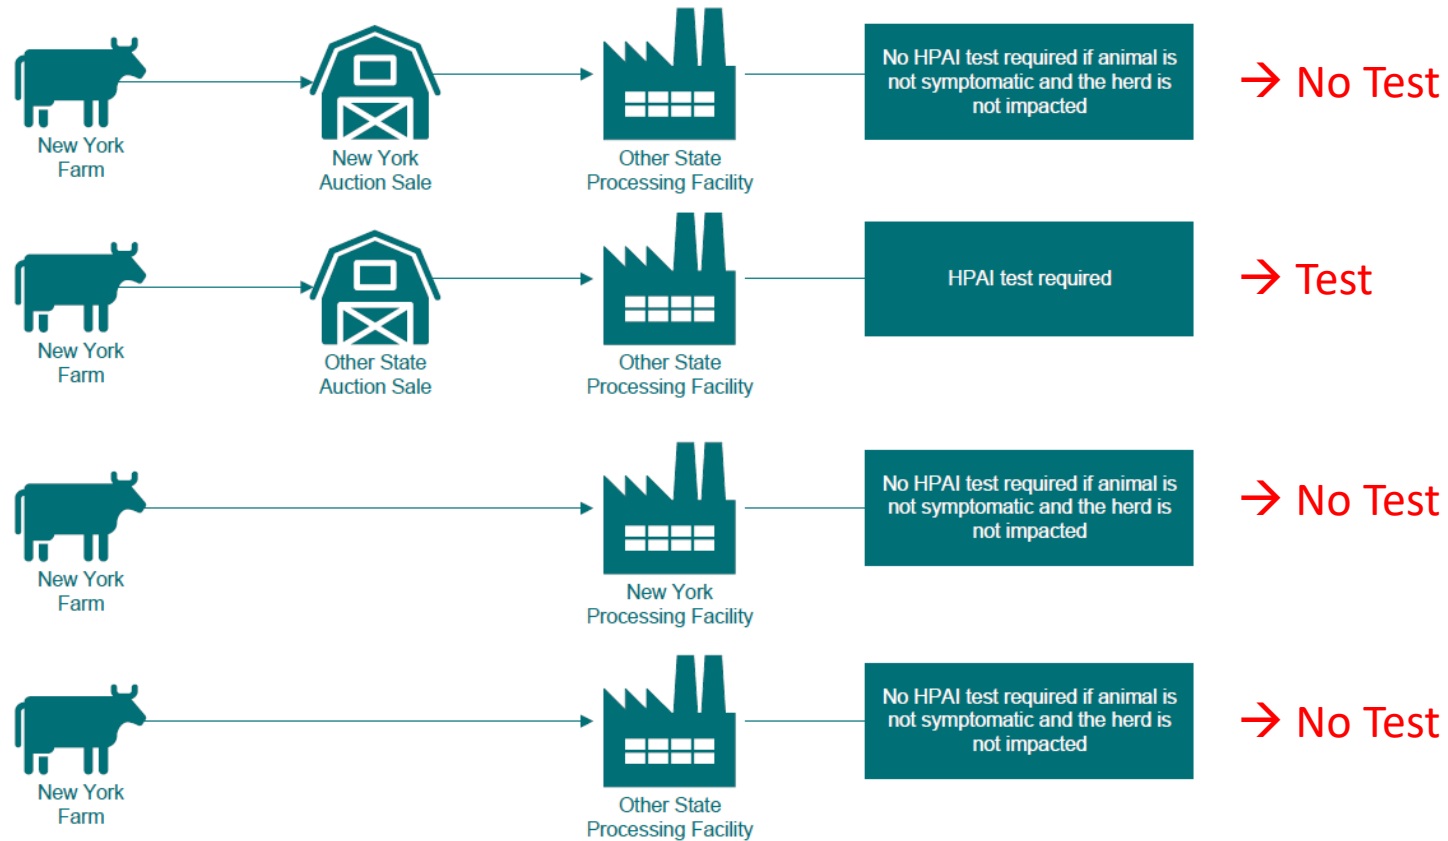 New York
Farm
New York
Auction Sale
Other State
Processing Facility
No HPAI test required if animal is
not symptomatic and the herd is
not impacted
→ No Test
New York
Farm
Other State
Auction Sale
Other State
Processing Facility
HPAI test required
→ Test
New York
Farm
New York
Processing Facility
No HPAI test required if animal is
not symptomatic and the herd is
not impacted
→ No Test
New York
Farm
Other State
Processing Facility
No HPAI test required if animal is
not symptomatic and the herd is
not impacted
→ No Test